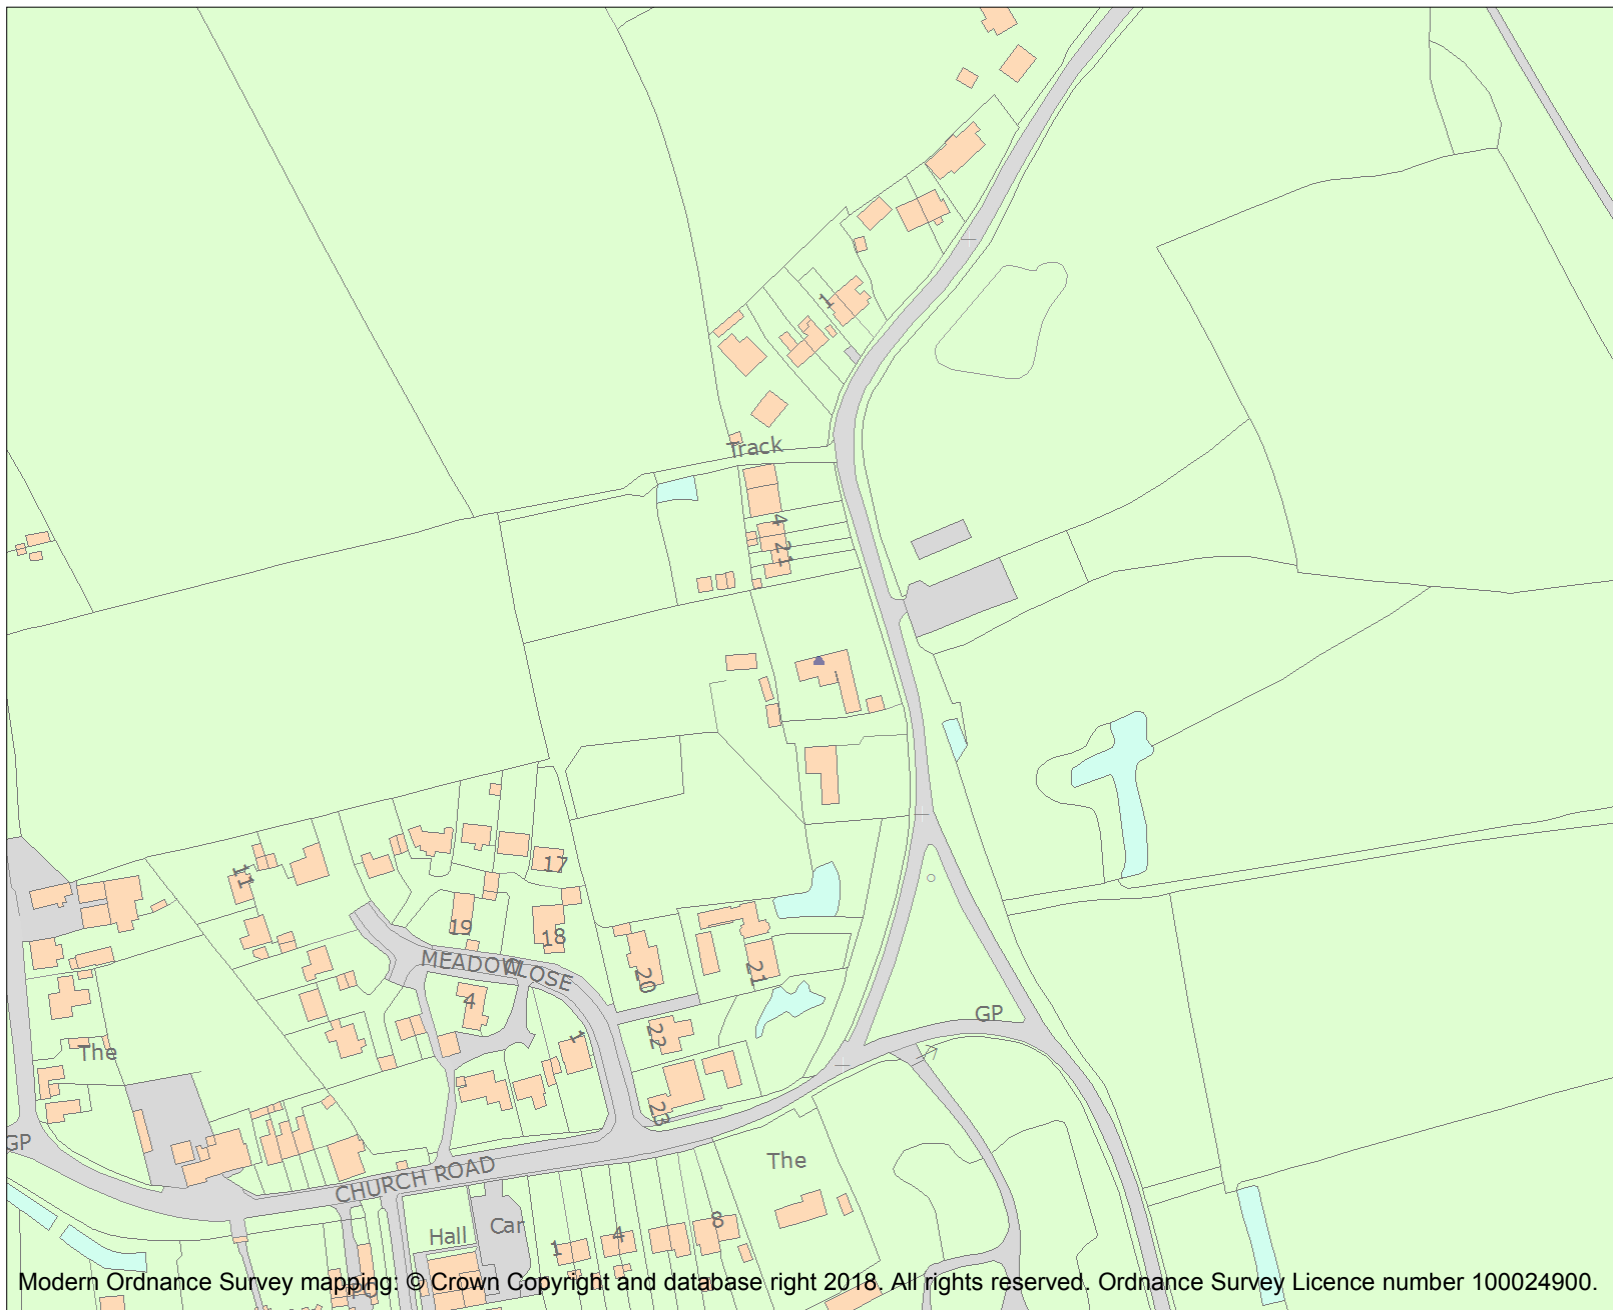 1
Track
4
21
17
11
19
18
MEADOW
CLOSE
20
21
4
GP
22
1
The
23
GP
The
CHURCH ROAD
Hall
Car
1
4
8
Modern Ordnance Survey mapping: © Crown Copyright and database right 2018. All rights reserved. Ordnance Survey Licence number 100024900.